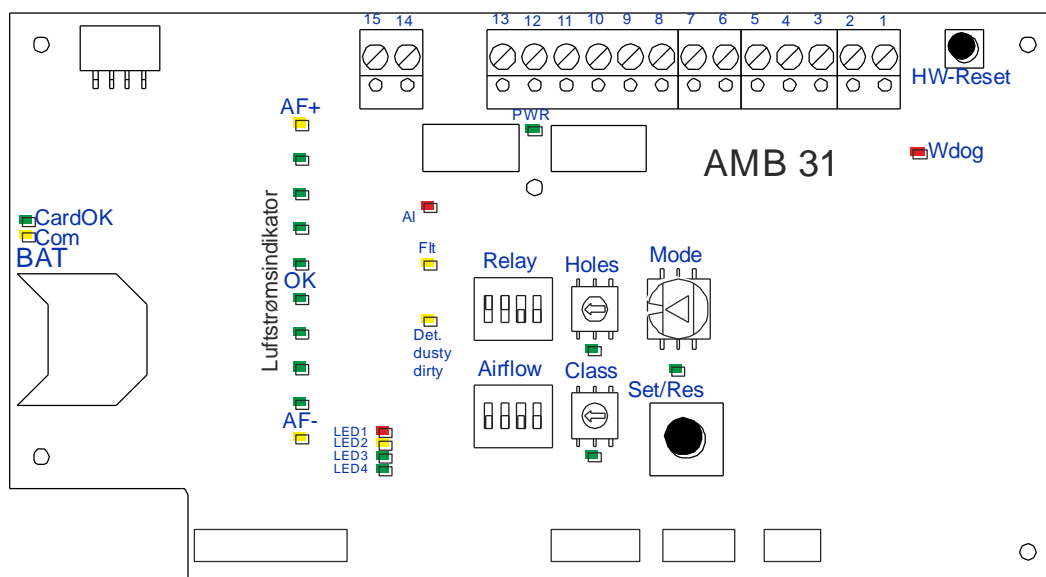 15 14 13 12 11 10 9 8 7 6 5 4 3 2 1
HW-Reset
AF+
PWR
AMB 31
Wdog
CardOK
Com
BAT
Luftstrømsindikator
OK
AF-
Al
Flt
Det.
dusty
dirty
Relay
Holes
Mode
Airflow
Class
Set/Res
LED1
LED2
LED3
LED4